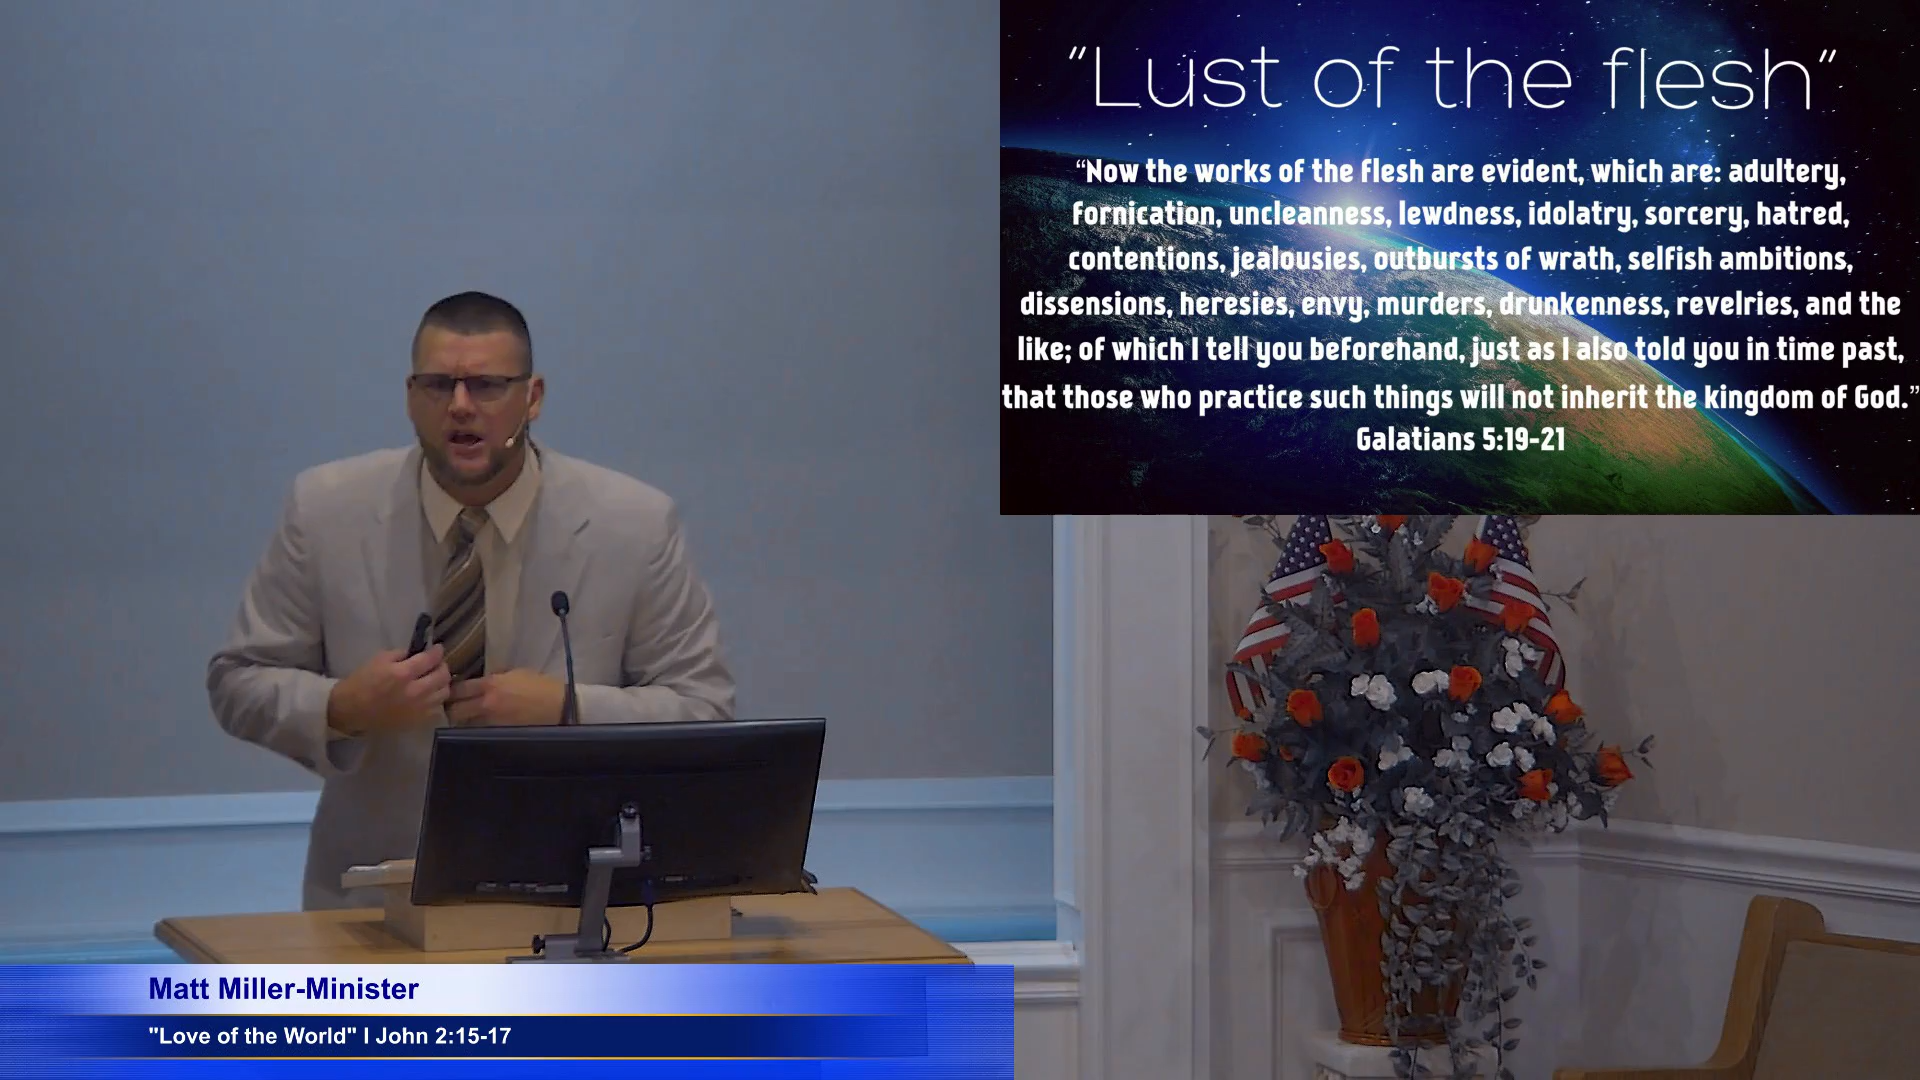 “Lust of the flesh”
“Now the works of the flesh are evident, which are: adultery,
fornication, uncleanness, lewdness, idolatry, sorcery, hatred,
contentions, jealousies, outbursts of wrath, selfish ambitions,
dissensions, heresies, envy, murders, drunkenness, revelries, and the
like; of which I tell you beforehand, just as I also told you in time past,
that those who practice such things will not inherit the kingdom of God.”
Galatians 5:19-21
Matt Miller-Minister
"Love of the World" I John 2:15-17